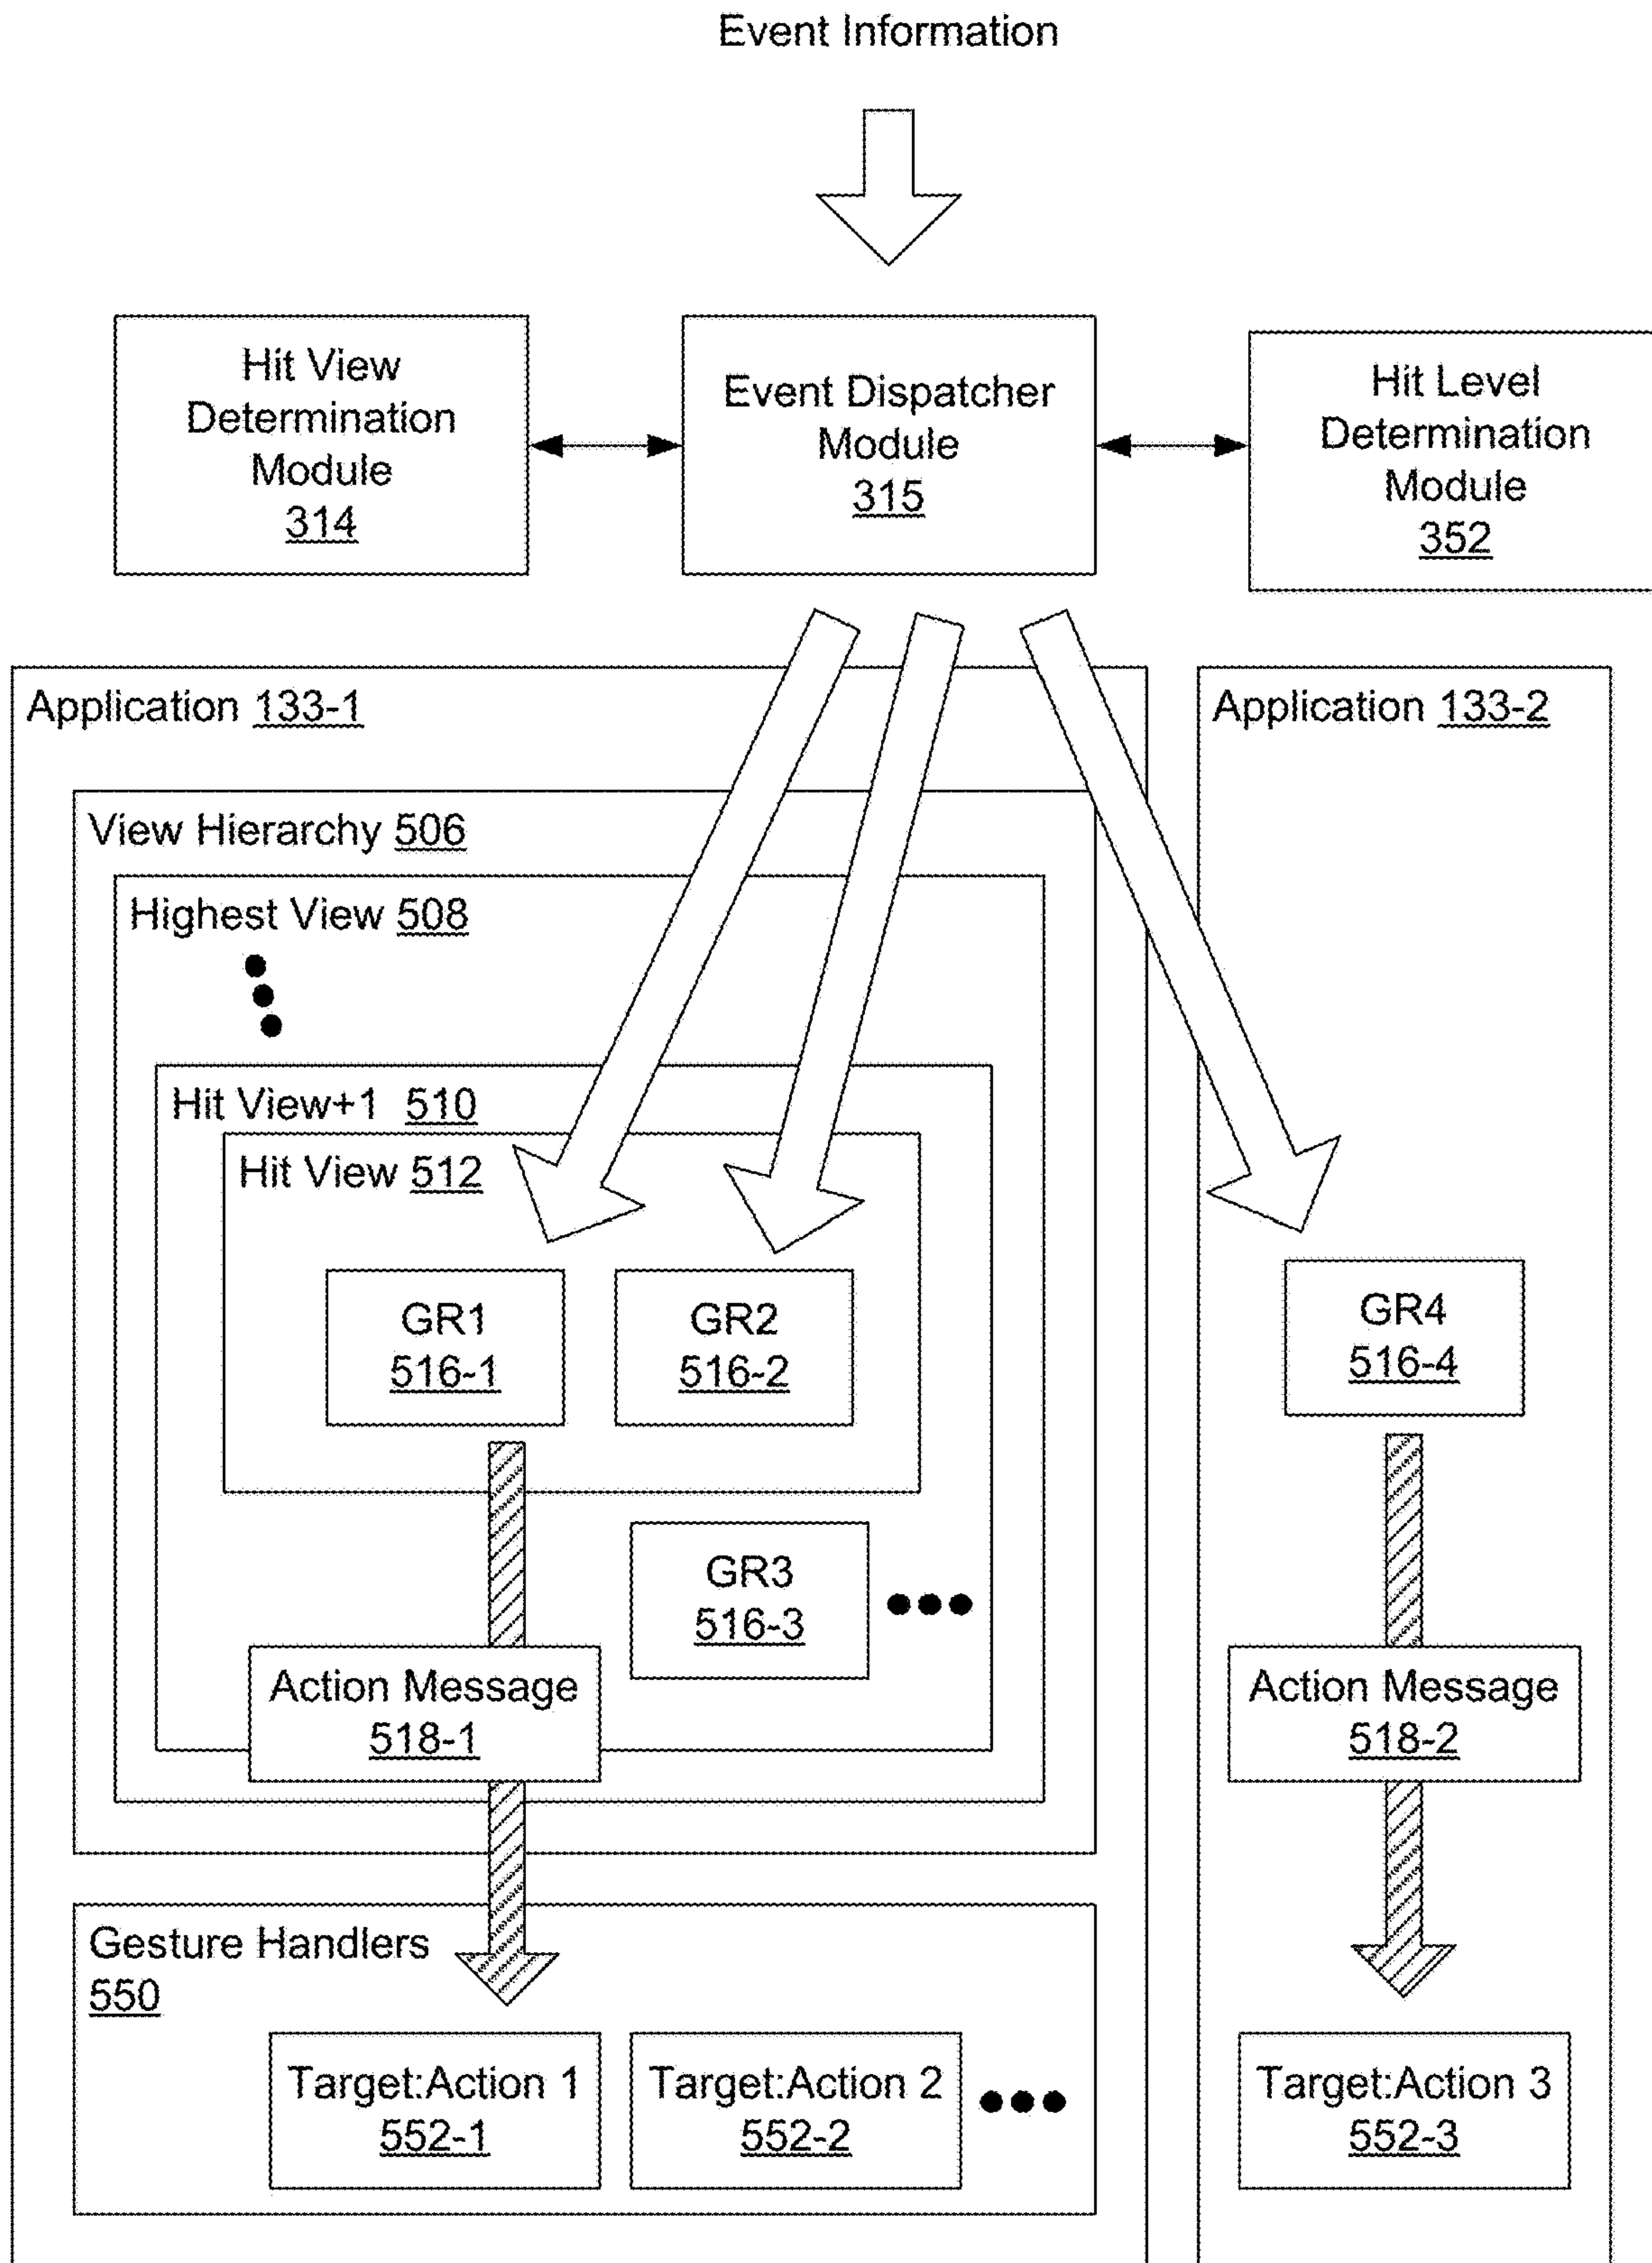 Event Information
Hit View
Determination
Module
314
Event Dispatcher
Module
315
Hit Level
Determination
Module
352
Application 133-1
Application 133-2
View Hierarchy 506
Highest View 508
Hit View+1 510
Hit View 512
GR1
516-1
GR2
516-2
GR4
516-4
GR3
516-3
Action Message
518-1
Action Message
518-2
Gesture Handlers
550
Target:Action 1
552-1
Target:Action 2
552-2
Target:Action 3
552-3